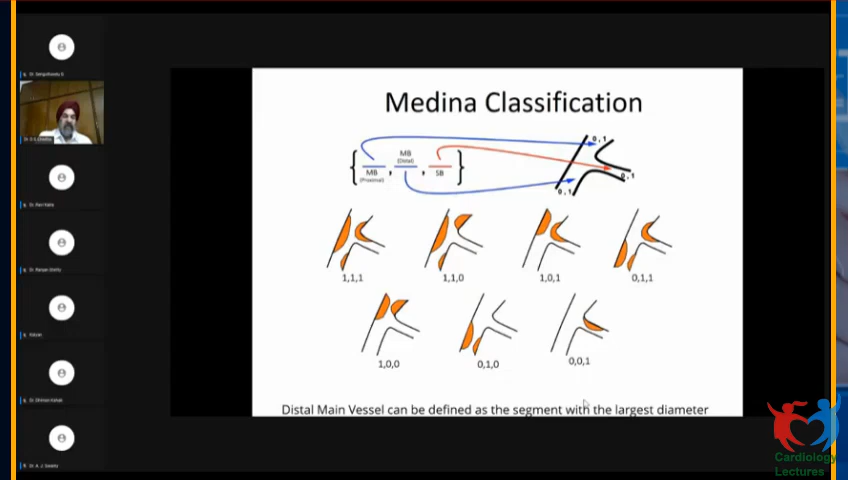 Medina Classification
{ MB (Proximal) , MB (Distal) , SB }
0, 1
0, 1
0, 1
1,1,1
1,1,0
1,0,1
0,1,1
1,0,0
0,1,0
0,0,1
Distal Main Vessel can be defined as the segment with the largest diameter
Cardiology
Lectures